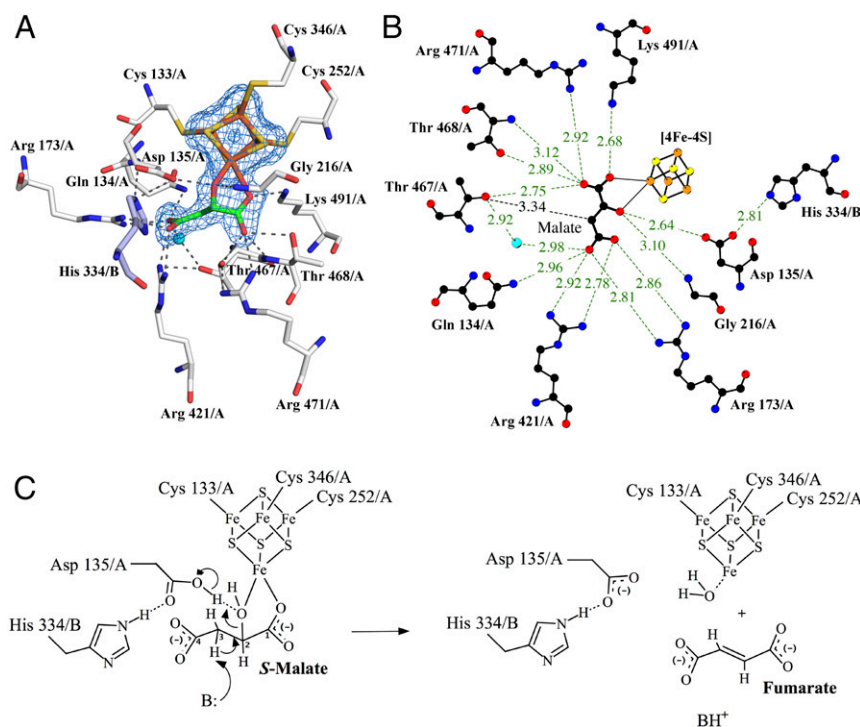 A
Cys 346/A
Cys 133/A
Cys 252/A
Arg 173/A
Asp 135/A
Gln 134/A
Gly 216/A
Lys 491/A
His 334/B
Thr 467/A
Thr 468/A
Arg 421/A
Arg 471/A
B
Arg 471/A
Lys 491/A
Thr 468/A
[4Fe-4S]
2.92
2.68
3.12
2.89
His 334/B
Thr 467/A
2.75
2.81
3.34
Malate
2.64
2.92
2.98
3.10
Asp 135/A
2.96
Gln 134/A
2.92
2.78
2.81
2.86
Gly 216/A
Arg 421/A
Arg 173/A
C
Cys 133/A
Cys 346/A
Cys 252/A
S
Fe Fe Fe
S S S
Fe
Asp 135/A
O H
O
H
H
O
O
His 334/B
H
N
N
O
(-)
O
4
H
3
2
1
O
(-)
H
H
S-Malate
B:
Cys 133/A
Cys 346/A
Cys 252/A
S
Fe Fe Fe
S S S
Fe
Asp 135/A
O
(-)
O
H
H
O
+
His 334/B
H
N
N
O
(-)
O
H
H
O
(-)
O
Fumarate
BH+